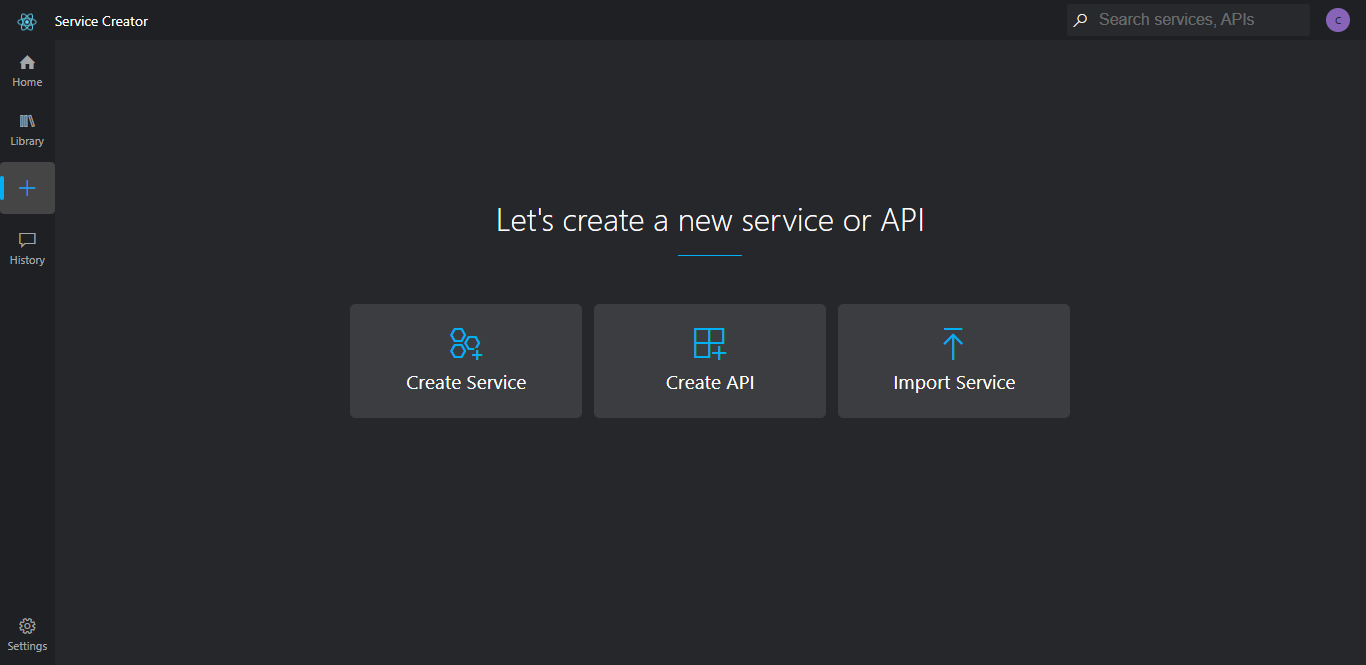 Service Creator
Search services, APIs
C
Home
Library
History
Let's create a new service or API
Create Service
Create API
Import Service
Settings